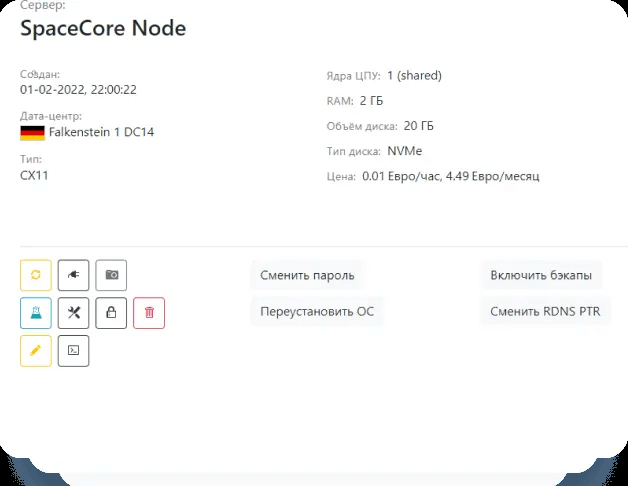 Сервер:
SpaceCore Node
Создан:
01-02-2022, 22:00:22
Дата-центр:
Falkenstein 1 DC14
Тип:
CX11
Ядра ЦПУ: 1 (shared)
RAM: 2 ГБ
Объём диска: 20 ГБ
Тип диска: NVMe
Цена: 0.01 Евро/час, 4.49 Евро/месяц
Сменить пароль
Включить бэкапы
Переустановить ОС
Сменить RDNS PTR